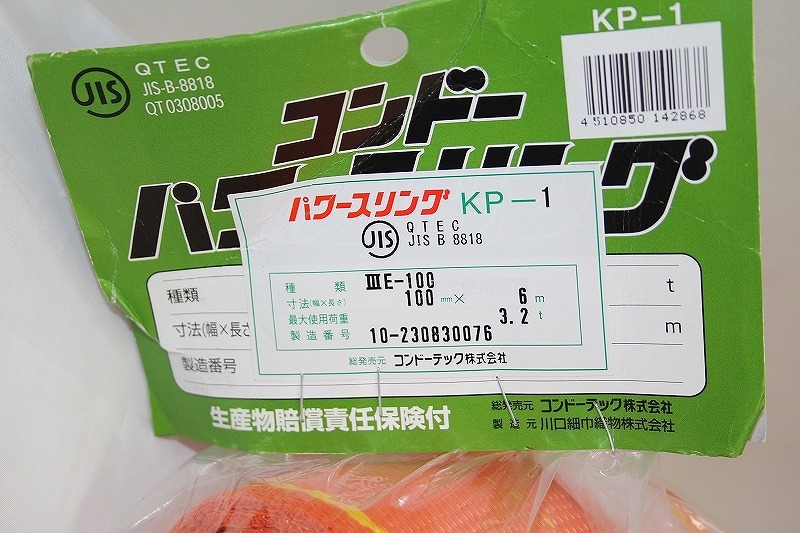 JIS
QTEC
JIS-B-8818
QT0308005
KP-1
4 510850 142868
コンドー
パワースリング
パワースリング KP-1
JIS
QTEC
JIS B 8818
種類 ⅢE-100
寸法(幅×長さ) 100mm× 6m
最大使用荷重 3.2t
製造番号 10-230830076
総発売元 コンドーテック株式会社
種類 t
寸法(幅×長さ m
製造番号
生産物賠償責任保険付
総発売元 コンドーテック株式会社
製造元 川口細巾織物株式会社